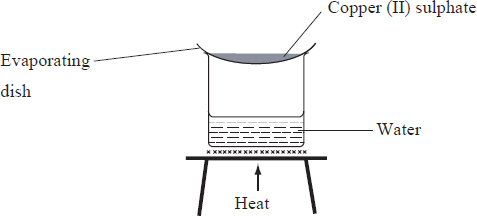 Copper (II) sulphate
Evaporating
dish
Water
Heat